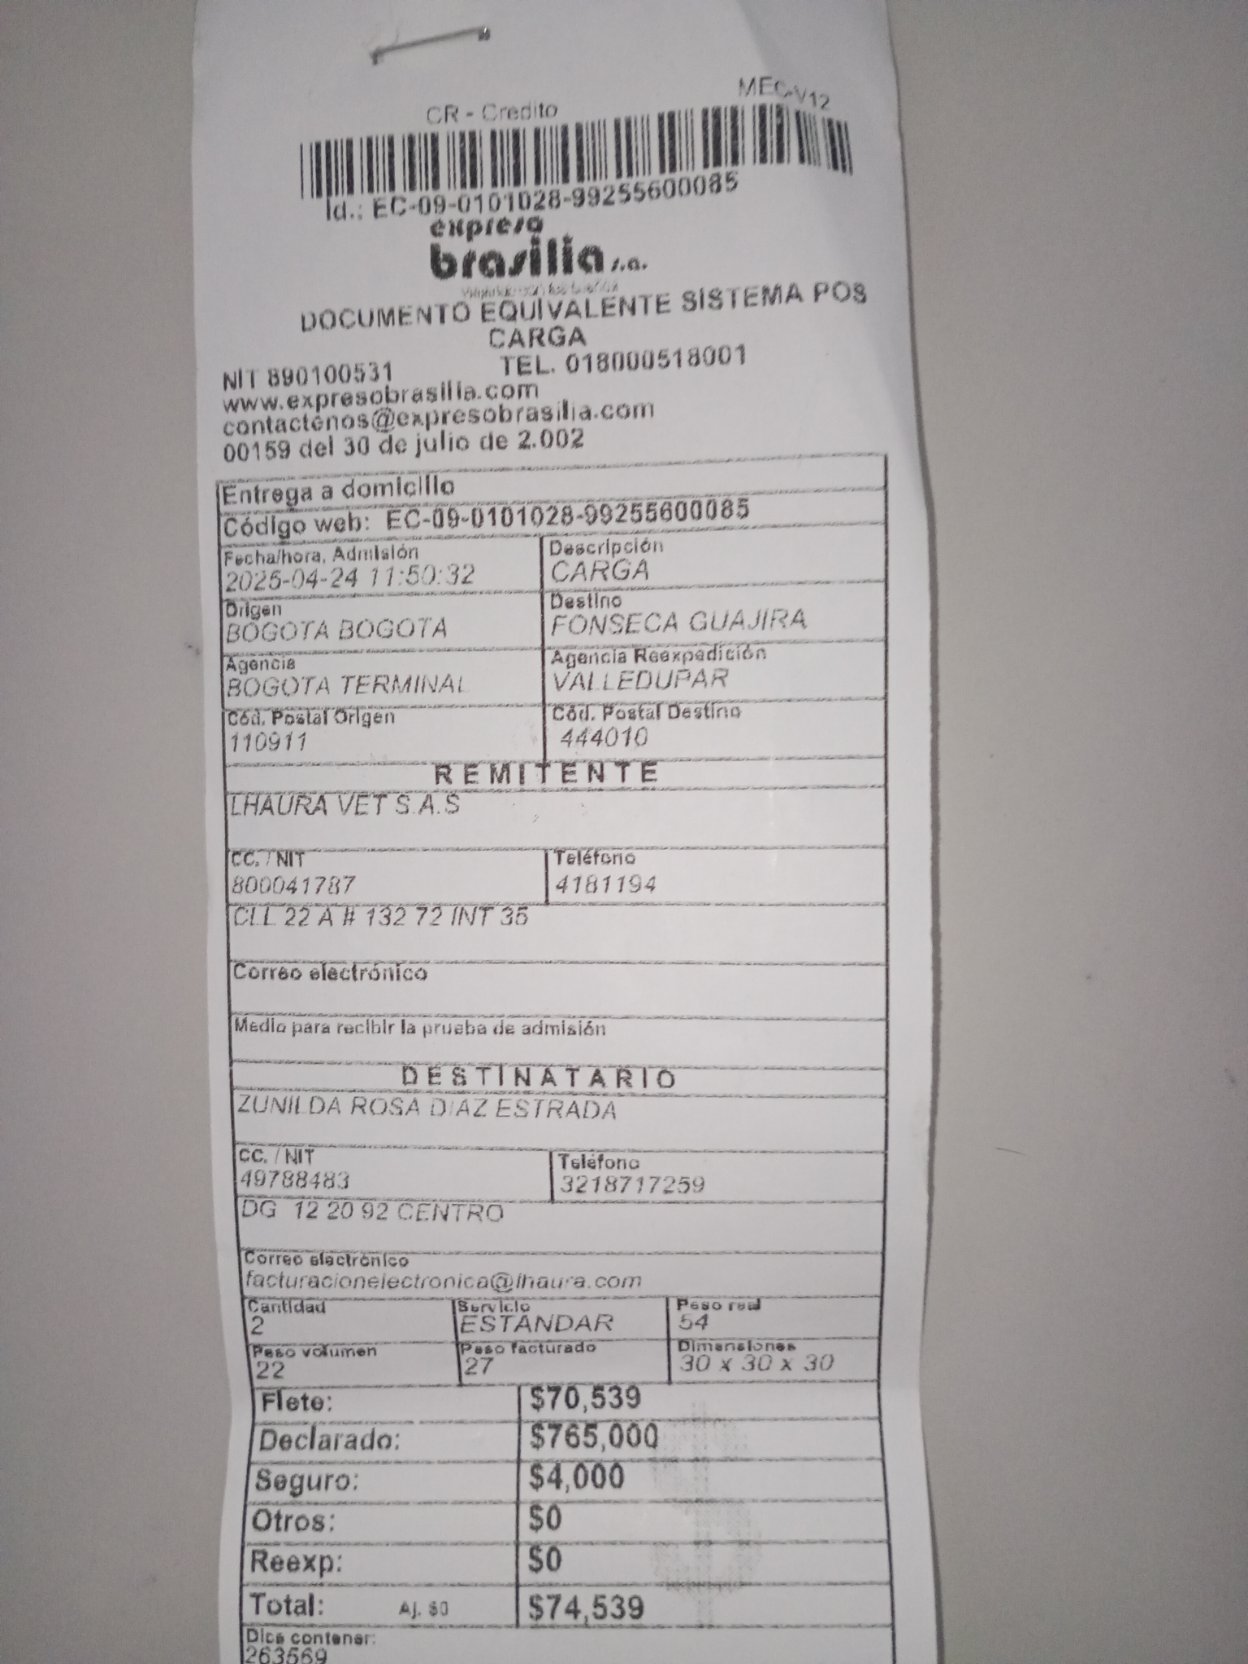 CR - Credito MEC-V12
Id.: EC-09-0101028-99255600085
expreso
brasilia s.a.
DOCUMENTO EQUIVALENTE SISTEMA POS
CARGA
NIT 890100531 TEL. 018000518001
www.expresobrasilia.com
contactenos@expresobrasilia.com
00159 del 30 de julio de 2.002
Entrega a domicilio
Código web: EC-09-0101028-99255600085
Fecha/hora, Admisión Descripción
2025-04-24 11:50:32 CARGA
Origen Destino
BOGOTA BOGOTA FONSECA GUAJIRA
Agencia Agencia Reexpedición
BOGOTA TERMINAL VALLEDUPAR
Cód. Postal Origen Cód. Postal Destino
110911 444010
REMITENTE
LHAURA VET S.A.S
CC. / NIT Teléfono
800041787 4181194
CLL 22 A # 132 72 INT 35
Correo electrónico
Medio para recibir la prueba de admisión
DESTINATARIO
ZUNILDA ROSA DIAZ ESTRADA
CC. / NIT Teléfono
49788483 3218717259
DG 12 20 92 CENTRO
Correo electrónico
facturacionelectronica@lhaura.com
Cantidad Servicio Peso real
2 ESTANDAR 54
Peso volumen Peso facturado Dimensiones
22 27 30 x 30 x 30
Flete: $70,539
Declarado: $765,000
Seguro: $4,000
Otros: $0
Reexp: $0
Total: Aj. $0 $74,539
Dice contener:
263569